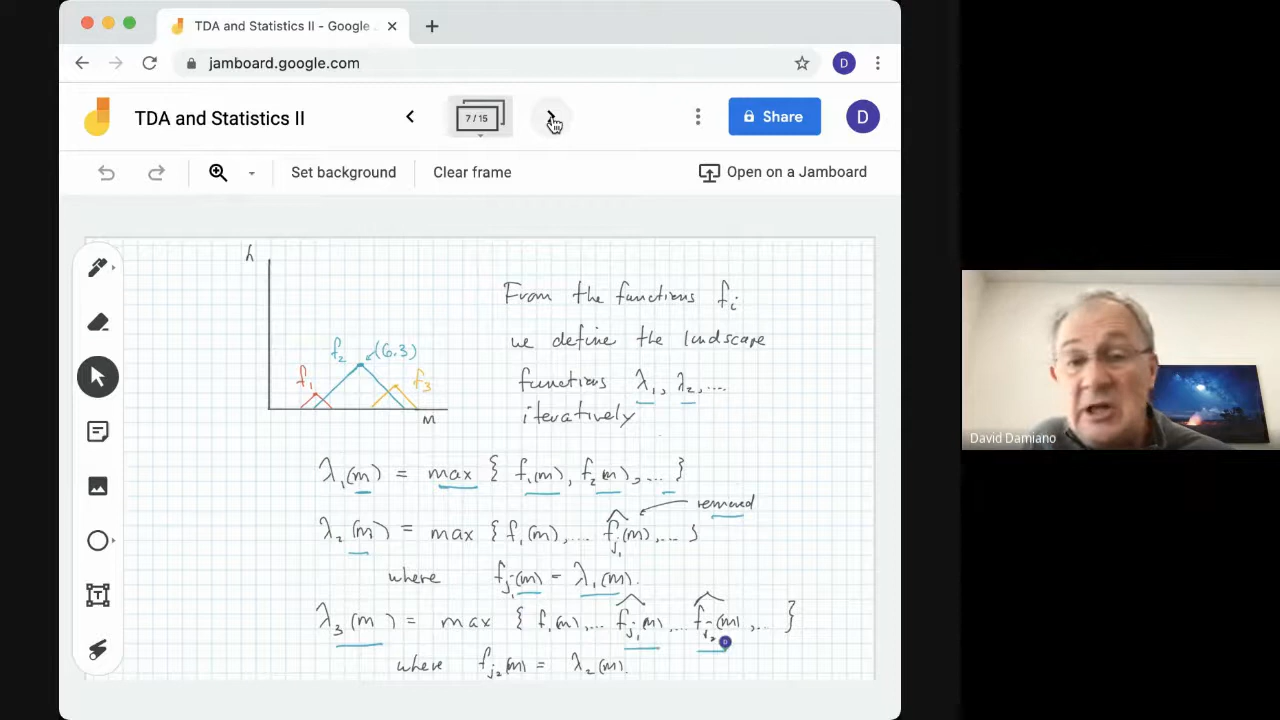 TDA and Statistics II - Google
jamboard.google.com
D
TDA and Statistics II
7 / 15
Share
D
Set background
Clear frame
Open on a Jamboard
h
f₂ (6.3)
f₁
f₃
m
From the functions fᵢ
we define the landscape
functions λ₁, λ₂, ...
iteratively
λ₁(m) = max { f₁(m), f₂(m), ... }
removed
λ₂(m) = max { f₁(m), ... f̂ⱼ₁(m), ... }
where fⱼ₁(m) = λ₁(m).
λ₃(m) = max { f₁(m), ... f̂ⱼ₁(m), ... f̂ⱼ₂(m), ... }
D
where fⱼ₂(m) = λ₂(m).
David Damiano